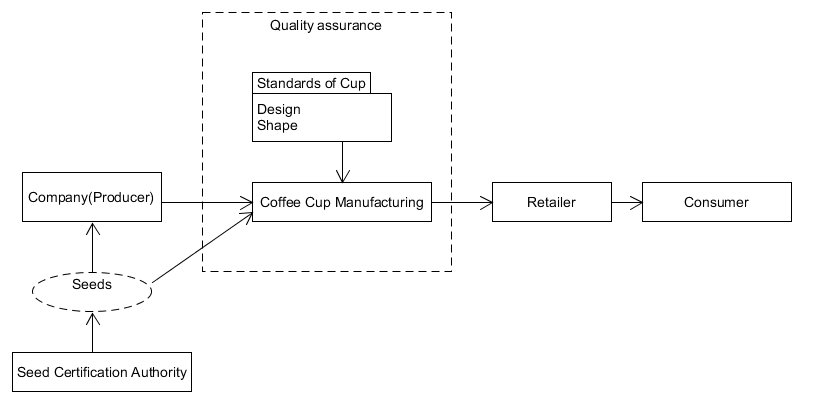 Quality assurance
Standards of Cup
Design
Shape
Company(Producer)
Coffee Cup Manufacturing
Retailer
Consumer
Seeds
Seed Certification Authority